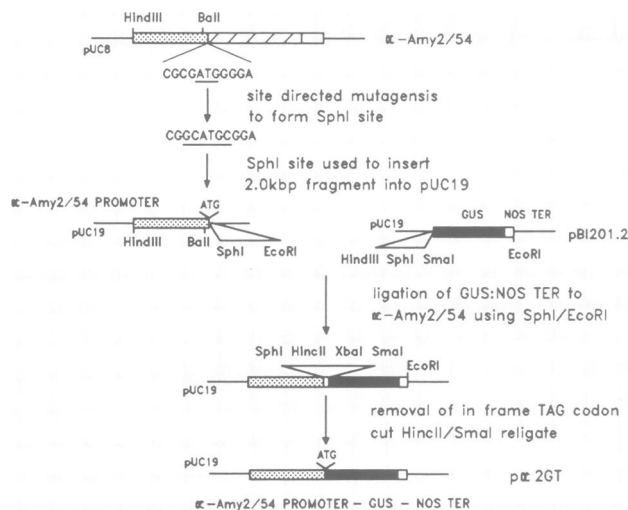 HindIII BalI
pUC8
α-Amy2/54
CGCGATGGGGA
site directed mutagensis
to form SphI site
CGGCATGCGGA
SphI site used to insert
2.0kbp fragment into pUC19
α-Amy2/54 PROMOTER
ATG
pUC19
HindIII BalI
SphI EcoRI
GUS NOS TER
pUC19
pBI201.2
EcoRI
HindIII SphI SmaI
ligation of GUS:NOS TER to
α-Amy2/54 using SphI/EcoRI
SphI HincII XbaI SmaI
EcoRI
pUC19
removal of in frame TAG codon
cut HincII/SmaI religate
ATG
pUC19
pα2GT
α-Amy2/54 PROMOTER – GUS – NOS TER